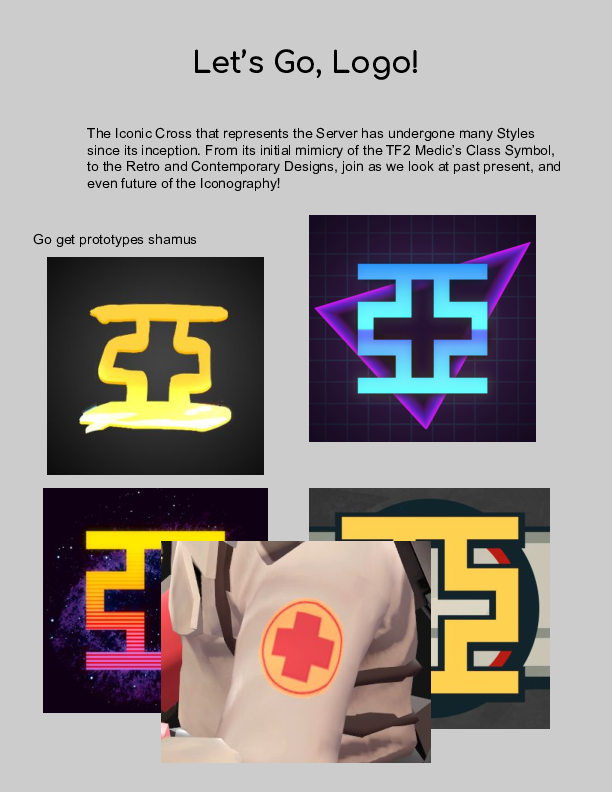 Let’s Go, Logo!
The Iconic Cross that represents the Server has undergone many Styles
since its inception. From its initial mimicry of the TF2 Medic’s Class Symbol,
to the Retro and Contemporary Designs, join as we look at past present, and
even future of the Iconography!
Go get prototypes shamus